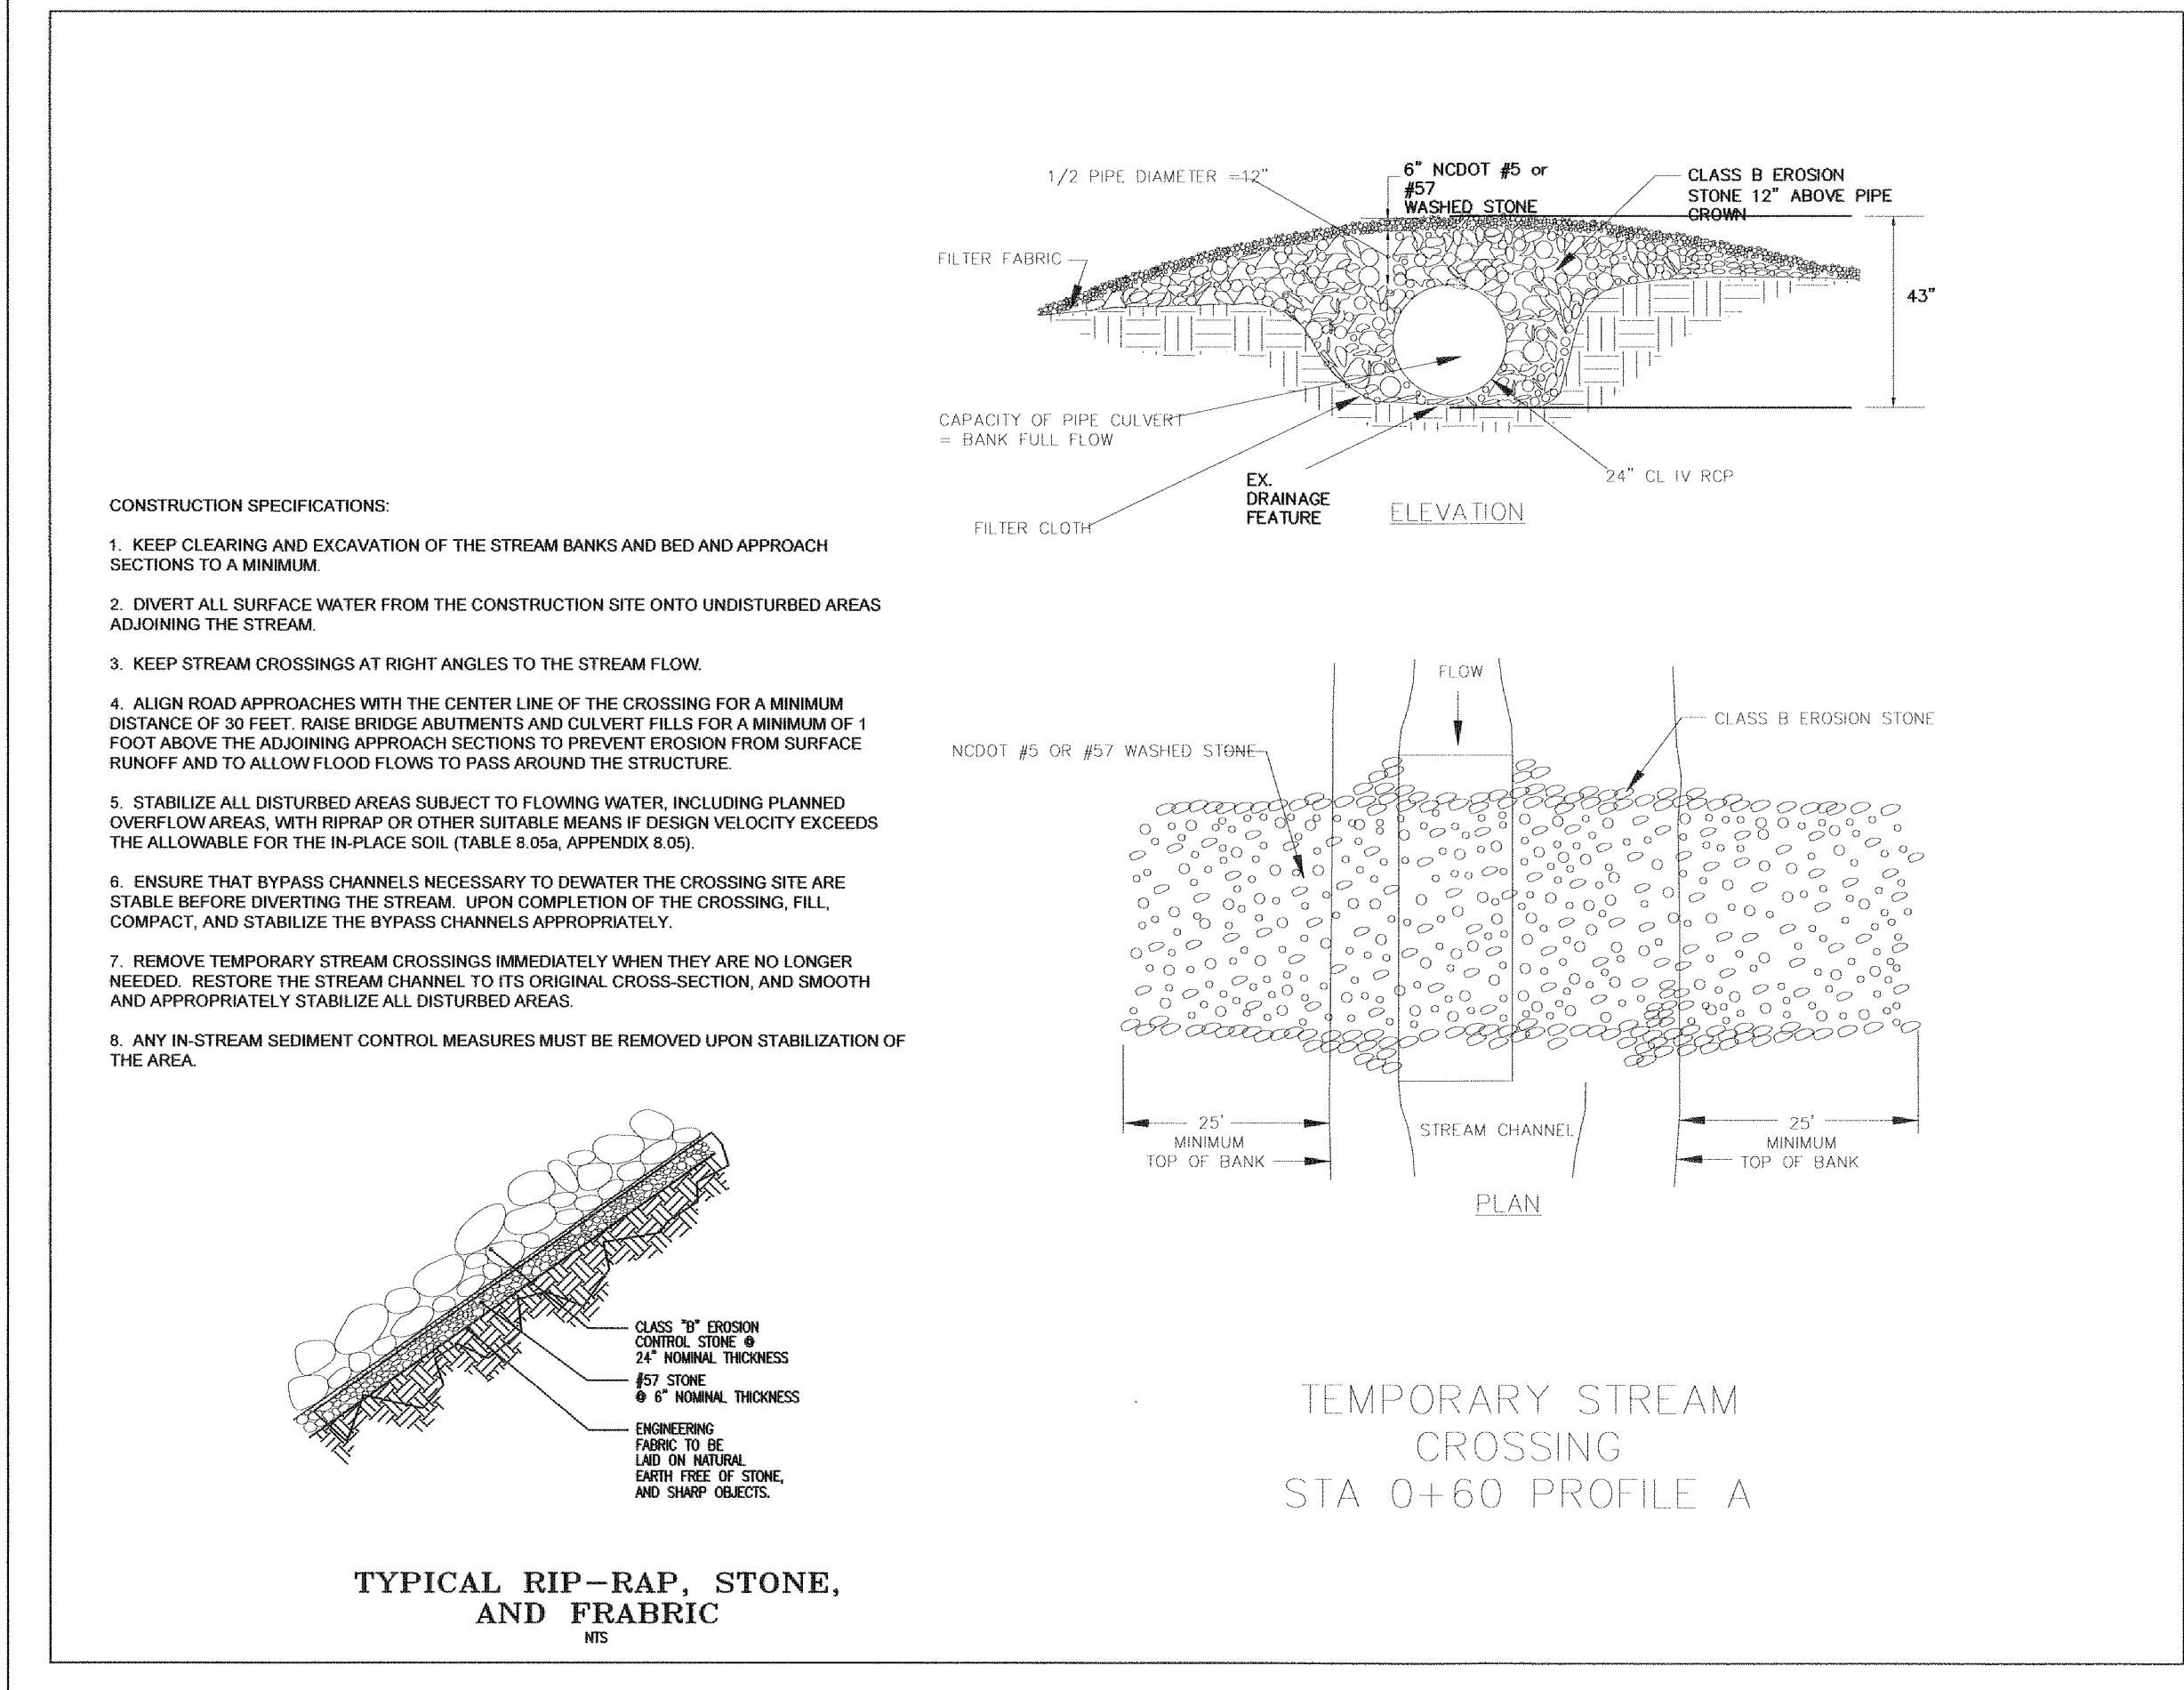 1/2 PIPE DIAMETER =12"
6" NCDOT #5 or
#57
WASHED STONE
CLASS B EROSION
STONE 12" ABOVE PIPE
CROWN
FILTER FABRIC
43"
CAPACITY OF PIPE CULVERT
= BANK FULL FLOW
FILTER CLOTH
EX.
DRAINAGE
FEATURE
24" CL IV RCP
ELEVATION
CONSTRUCTION SPECIFICATIONS:
1. KEEP CLEARING AND EXCAVATION OF THE STREAM BANKS AND BED AND APPROACH
SECTIONS TO A MINIMUM.
2. DIVERT ALL SURFACE WATER FROM THE CONSTRUCTION SITE ONTO UNDISTURBED AREAS
ADJOINING THE STREAM.
3. KEEP STREAM CROSSINGS AT RIGHT ANGLES TO THE STREAM FLOW.
4. ALIGN ROAD APPROACHES WITH THE CENTER LINE OF THE CROSSING FOR A MINIMUM
DISTANCE OF 30 FEET. RAISE BRIDGE ABUTMENTS AND CULVERT FILLS FOR A MINIMUM OF 1
FOOT ABOVE THE ADJOINING APPROACH SECTIONS TO PREVENT EROSION FROM SURFACE
RUNOFF AND TO ALLOW FLOOD FLOWS TO PASS AROUND THE STRUCTURE.
5. STABILIZE ALL DISTURBED AREAS SUBJECT TO FLOWING WATER, INCLUDING PLANNED
OVERFLOW AREAS, WITH RIPRAP OR OTHER SUITABLE MEANS IF DESIGN VELOCITY EXCEEDS
THE ALLOWABLE FOR THE IN-PLACE SOIL (TABLE 8.05a, APPENDIX 8.05).
6. ENSURE THAT BYPASS CHANNELS NECESSARY TO DEWATER THE CROSSING SITE ARE
STABLE BEFORE DIVERTING THE STREAM. UPON COMPLETION OF THE CROSSING, FILL,
COMPACT, AND STABILIZE THE BYPASS CHANNELS APPROPRIATELY.
7. REMOVE TEMPORARY STREAM CROSSINGS IMMEDIATELY WHEN THEY ARE NO LONGER
NEEDED. RESTORE THE STREAM CHANNEL TO ITS ORIGINAL CROSS-SECTION, AND SMOOTH
AND APPROPRIATELY STABILIZE ALL DISTURBED AREAS.
8. ANY IN-STREAM SEDIMENT CONTROL MEASURES MUST BE REMOVED UPON STABILIZATION OF
THE AREA.
FLOW
CLASS B EROSION STONE
NCDOT #5 OR #57 WASHED STONE
25'
MINIMUM
TOP OF BANK
STREAM CHANNEL
25'
MINIMUM
TOP OF BANK
PLAN
CLASS "B" EROSION
CONTROL STONE @
24" NOMINAL THICKNESS
#57 STONE
@ 6" NOMINAL THICKNESS
ENGINEERING
FABRIC TO BE
LAID ON NATURAL
EARTH FREE OF STONE,
AND SHARP OBJECTS.
TYPICAL RIP-RAP, STONE,
AND FRABRIC
NTS
TEMPORARY STREAM
CROSSING
STA 0+60 PROFILE A